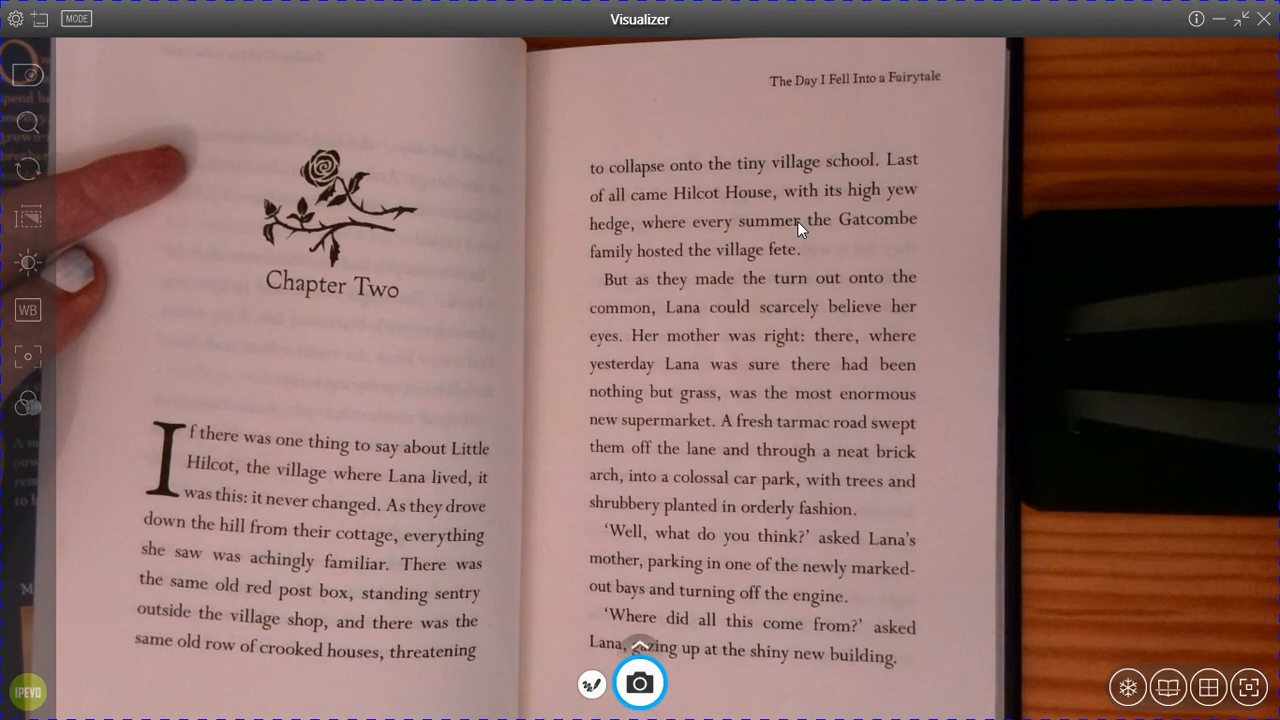 MODE
Visualizer
WB
IPEVO
Chapter Two
If there was one thing to say about Little
Hilcot, the village where Lana lived, it
was this: it never changed. As they drove
down the hill from their cottage, everything
she saw was achingly familiar. There was
the same old red post box, standing sentry
outside the village shop, and there was the
same old row of crooked houses, threatening
The Day I Fell Into a Fairytale
to collapse onto the tiny village school. Last
of all came Hilcot House, with its high yew
hedge, where every summer the Gatcombe
family hosted the village fete.
But as they made the turn out onto the
common, Lana could scarcely believe her
eyes. Her mother was right: there, where
yesterday Lana was sure there had been
nothing but grass, was the most enormous
new supermarket. A fresh tarmac road swept
them off the lane and through a neat brick
arch, into a colossal car park, with trees and
shrubbery planted in orderly fashion.
‘Well, what do you think?’ asked Lana’s
mother, parking in one of the newly marked-
out bays and turning off the engine.
‘Where did all this come from?’ asked
Lana, gazing up at the shiny new building.